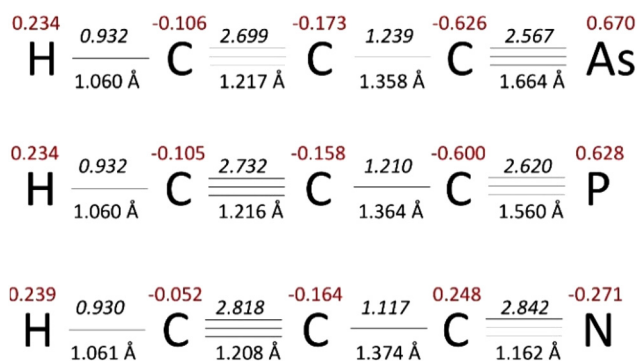 0.234 -0.106 -0.173 -0.626 0.670
0.932 2.699 1.239 2.567
H C C C As
1.060 Å 1.217 Å 1.358 Å 1.664 Å
0.234 -0.105 -0.158 -0.600 0.628
0.932 2.732 1.210 2.620
H C C C P
1.060 Å 1.216 Å 1.364 Å 1.560 Å
0.239 -0.052 -0.164 0.248 -0.271
0.930 2.818 1.117 2.842
H C C C N
1.061 Å 1.208 Å 1.374 Å 1.162 Å